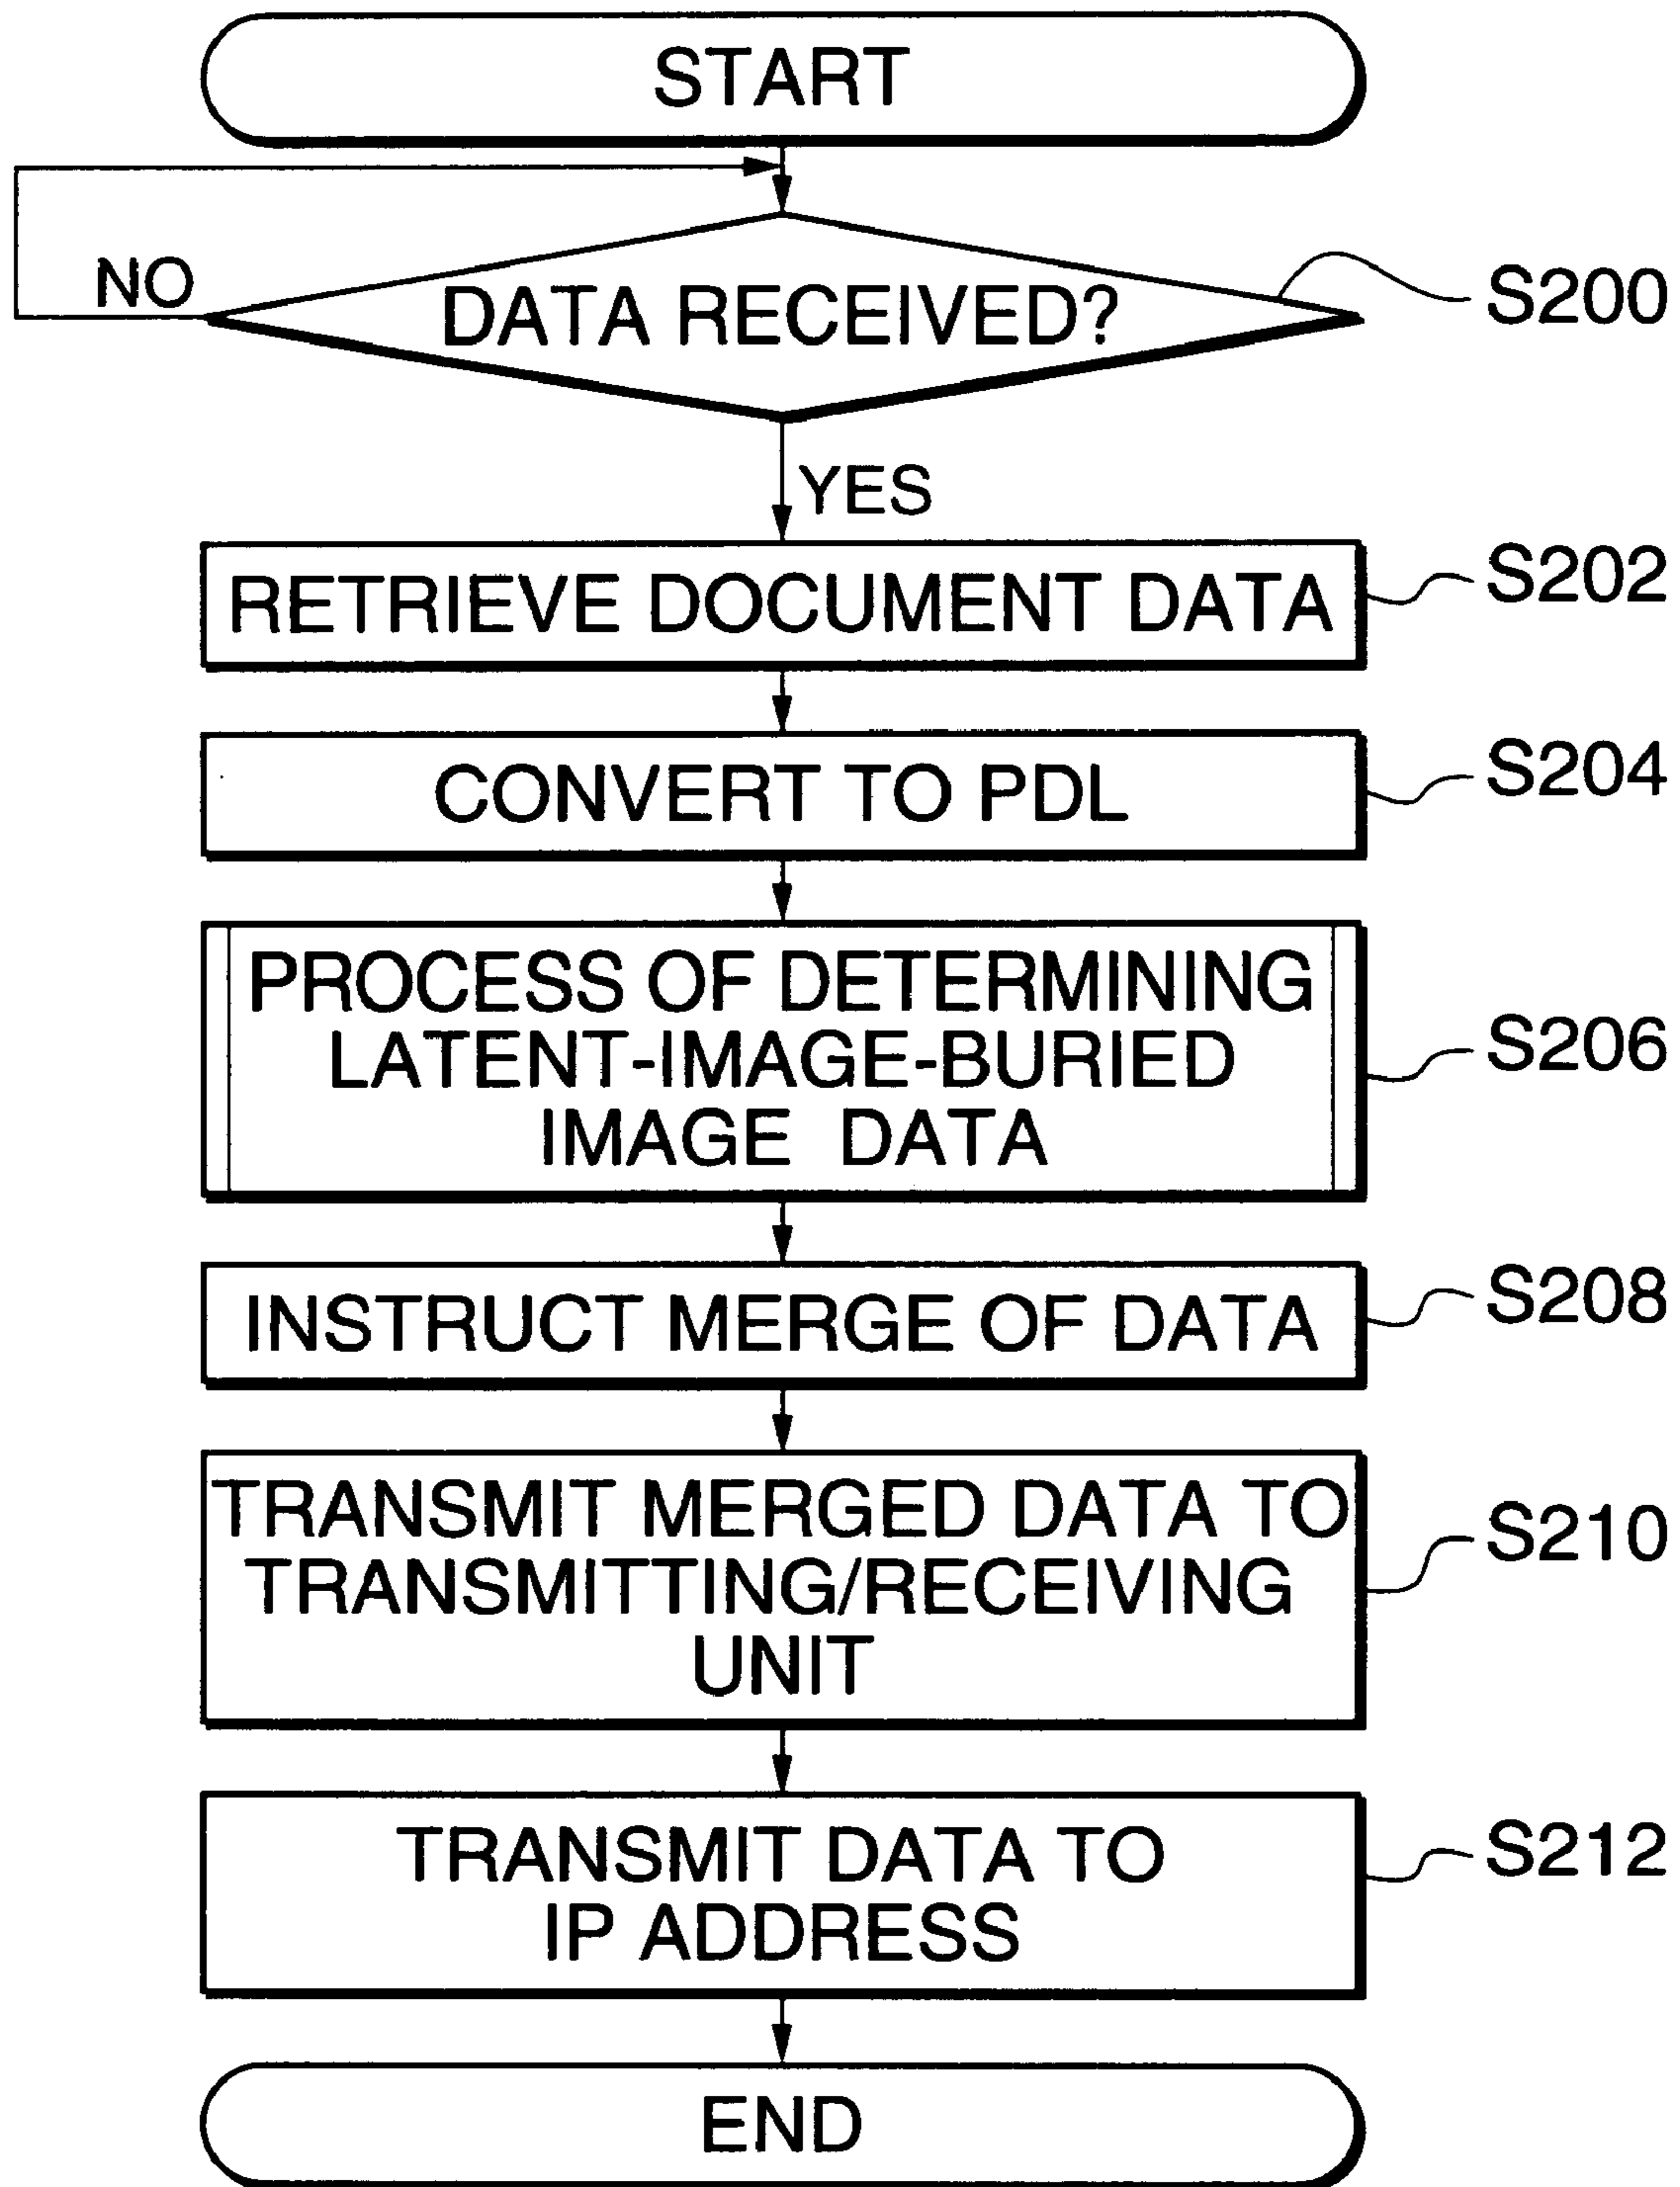 START
NO
DATA RECEIVED?
S200
YES
RETRIEVE DOCUMENT DATA
S202
CONVERT TO PDL
S204
PROCESS OF DETERMINING
LATENT-IMAGE-BURIED
IMAGE DATA
S206
INSTRUCT MERGE OF DATA
S208
TRANSMIT MERGED DATA TO
TRANSMITTING/RECEIVING
UNIT
S210
TRANSMIT DATA TO
IP ADDRESS
S212
END